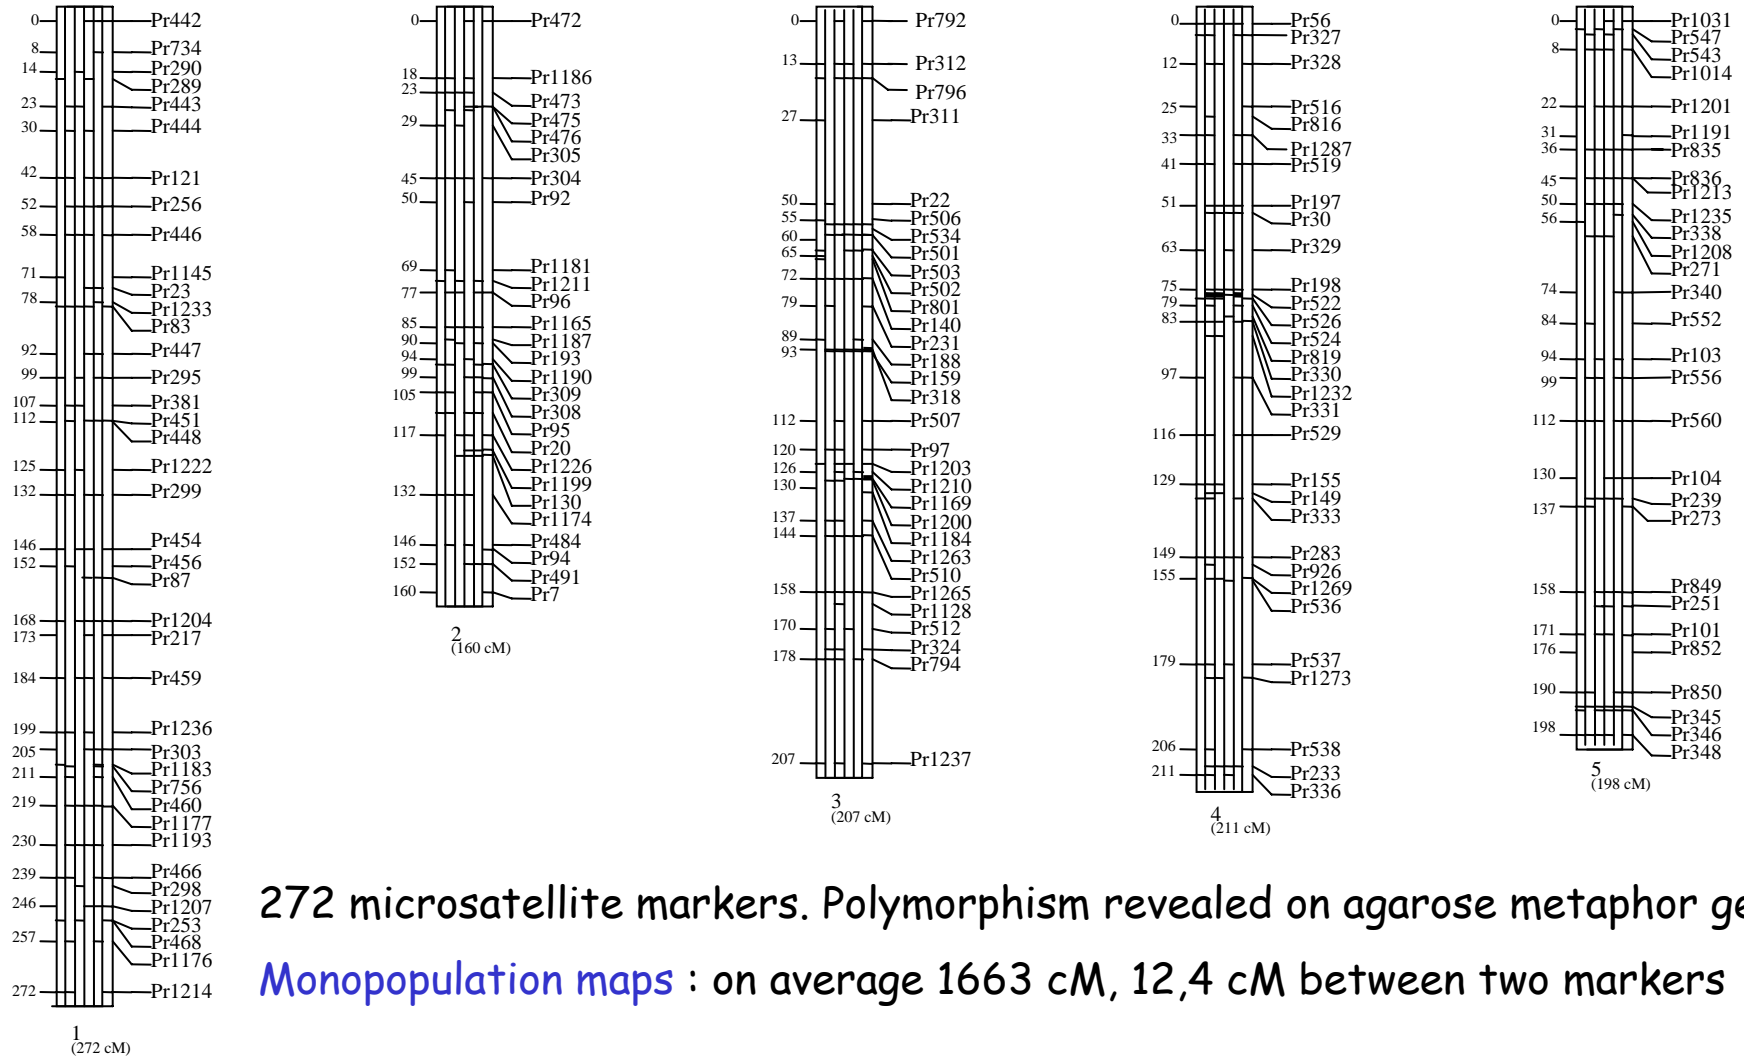 0 Pr442
8 Pr734
14 Pr290
Pr289
23 Pr443
30 Pr444
42 Pr121
52 Pr256
58 Pr446
71 Pr1145
Pr23
78 Pr1233
Pr83
92 Pr447
99 Pr295
107 Pr381
112 Pr451
Pr448
125 Pr1222
132 Pr299
146 Pr454
152 Pr456
Pr87
168 Pr1204
173 Pr217
184 Pr459
199 Pr1236
205 Pr303
Pr1183
211 Pr756
Pr460
219 Pr1177
230 Pr1193
239 Pr466
Pr298
246 Pr1207
Pr253
Pr468
257 Pr1176
272 Pr1214
1
(272 cM)
0 Pr472
18 Pr1186
23 Pr473
Pr475
29 Pr476
Pr305
45 Pr304
50 Pr92
69 Pr1181
Pr1211
77 Pr96
85 Pr1165
90 Pr1187
94 Pr193
99 Pr1190
105 Pr309
Pr308
Pr95
117 Pr20
Pr1226
Pr1199
Pr130
132 Pr1174
146 Pr484
Pr94
152 Pr491
160 Pr7
2
(160 cM)
0 Pr792
13 Pr312
Pr796
27 Pr311
50 Pr22
55 Pr506
60 Pr534
65 Pr501
Pr503
72 Pr502
Pr801
79 Pr140
Pr231
89 Pr188
93 Pr159
Pr318
112 Pr507
120 Pr97
126 Pr1203
130 Pr1210
Pr1169
137 Pr1200
144 Pr1184
Pr1263
Pr510
158 Pr1265
Pr1128
170 Pr512
Pr324
178 Pr794
207 Pr1237
3
(207 cM)
0 Pr56
Pr327
12 Pr328
25 Pr516
Pr816
33 Pr1287
41 Pr519
51 Pr197
Pr30
63 Pr329
75 Pr198
79 Pr522
83 Pr526
Pr524
Pr819
97 Pr330
Pr1232
Pr331
116 Pr529
129 Pr155
Pr149
Pr333
149 Pr283
Pr926
155 Pr1269
Pr536
179 Pr537
Pr1273
206 Pr538
Pr233
211 Pr336
4
(211 cM)
0 Pr1031
Pr547
8 Pr543
Pr1014
22 Pr1201
31 Pr1191
36 Pr835
45 Pr836
Pr1213
50 Pr1235
56 Pr338
Pr1208
Pr271
74 Pr340
84 Pr552
94 Pr103
99 Pr556
112 Pr560
130 Pr104
Pr239
137 Pr273
158 Pr849
Pr251
171 Pr101
176 Pr852
190 Pr850
Pr345
198 Pr346
Pr348
5
(198 cM)
272 microsatellite markers. Polymorphism revealed on agarose metaphor ge
Monopopulation maps : on average 1663 cM, 12,4 cM between two markers